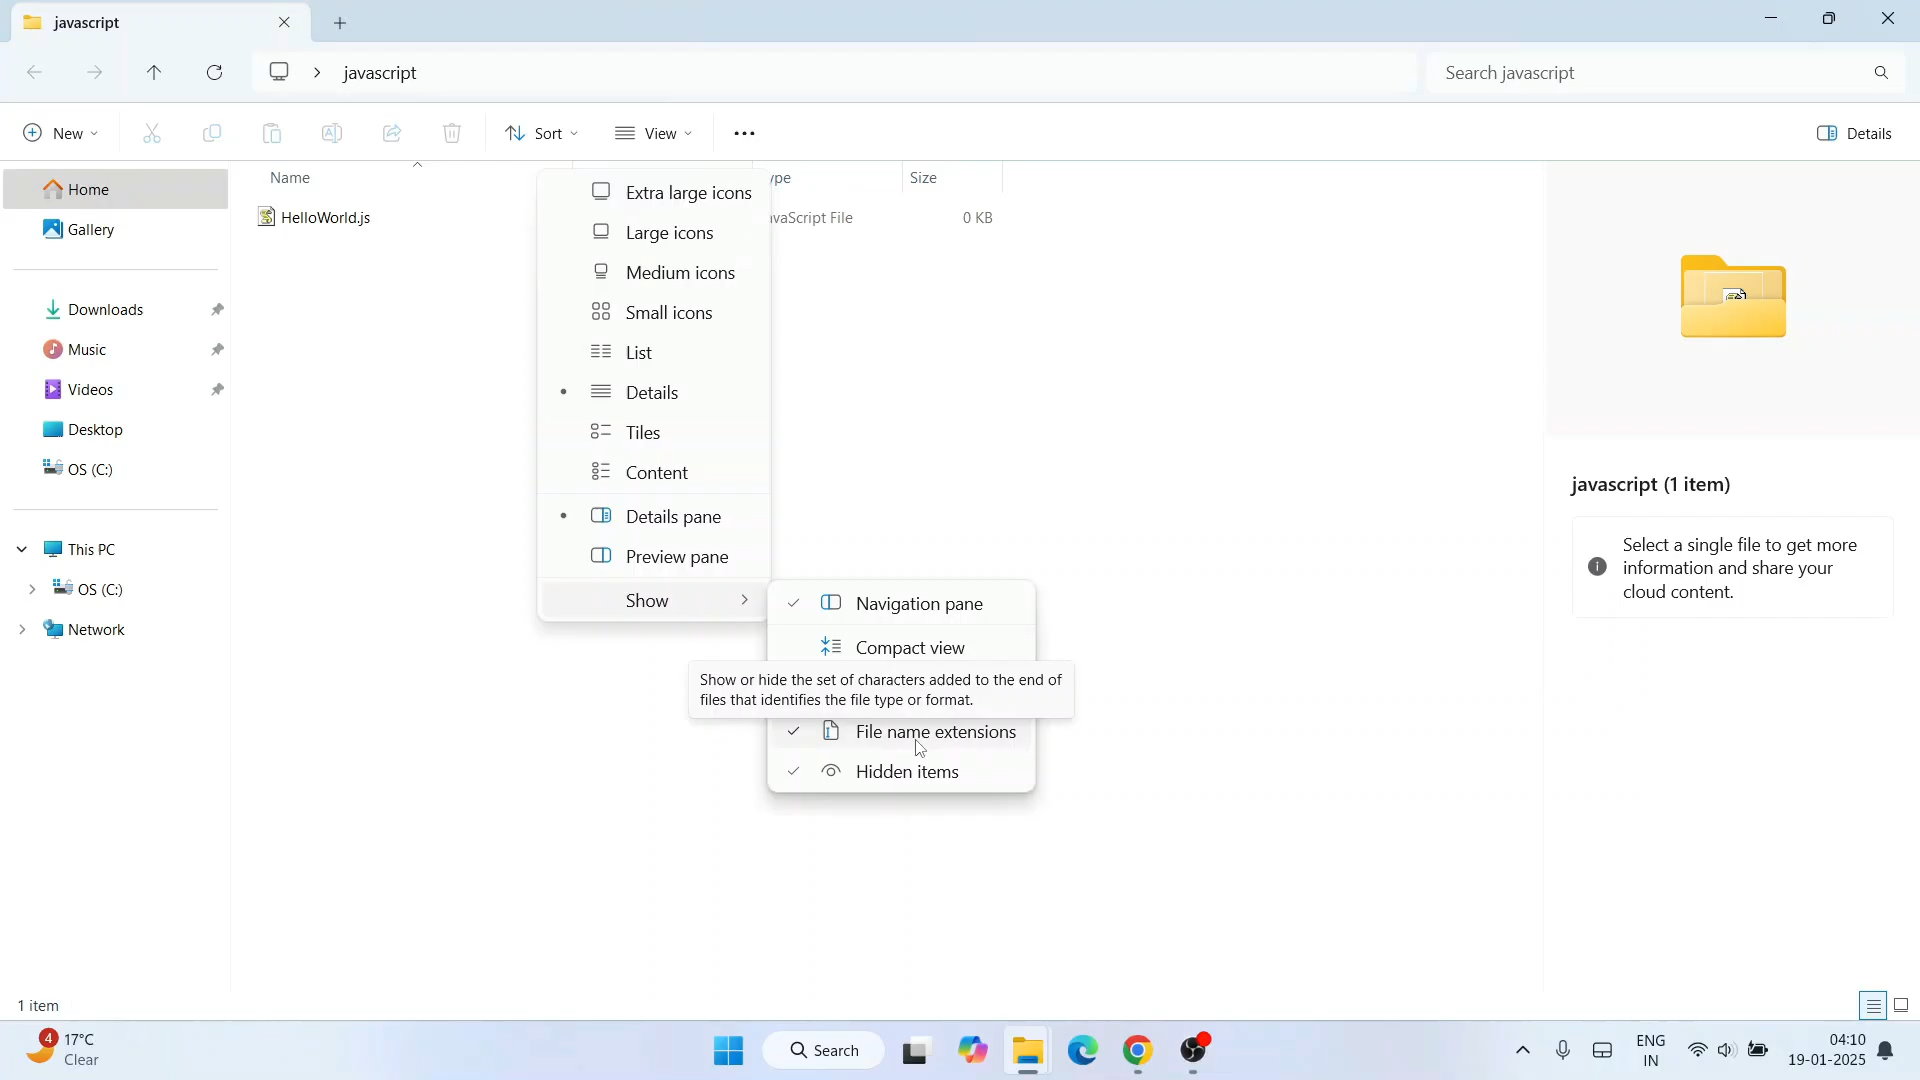 javascript
javascript
Search javascript
New
Sort
View
Details
Name
ype
Size
HelloWorld.js
vaScript File
0 KB
Home
Gallery
Downloads
Music
Videos
Desktop
OS (C:)
This PC
OS (C:)
Network
Extra large icons
Large icons
Medium icons
Small icons
List
Details
Tiles
Content
Details pane
Preview pane
Show
Navigation pane
Compact view
Show or hide the set of characters added to the end of
files that identifies the file type or format.
File name extensions
Hidden items
javascript (1 item)
Select a single file to get more
information and share your
cloud content.
1 item
4
17°C
Clear
Search
ENG
IN
04:10
19-01-2025